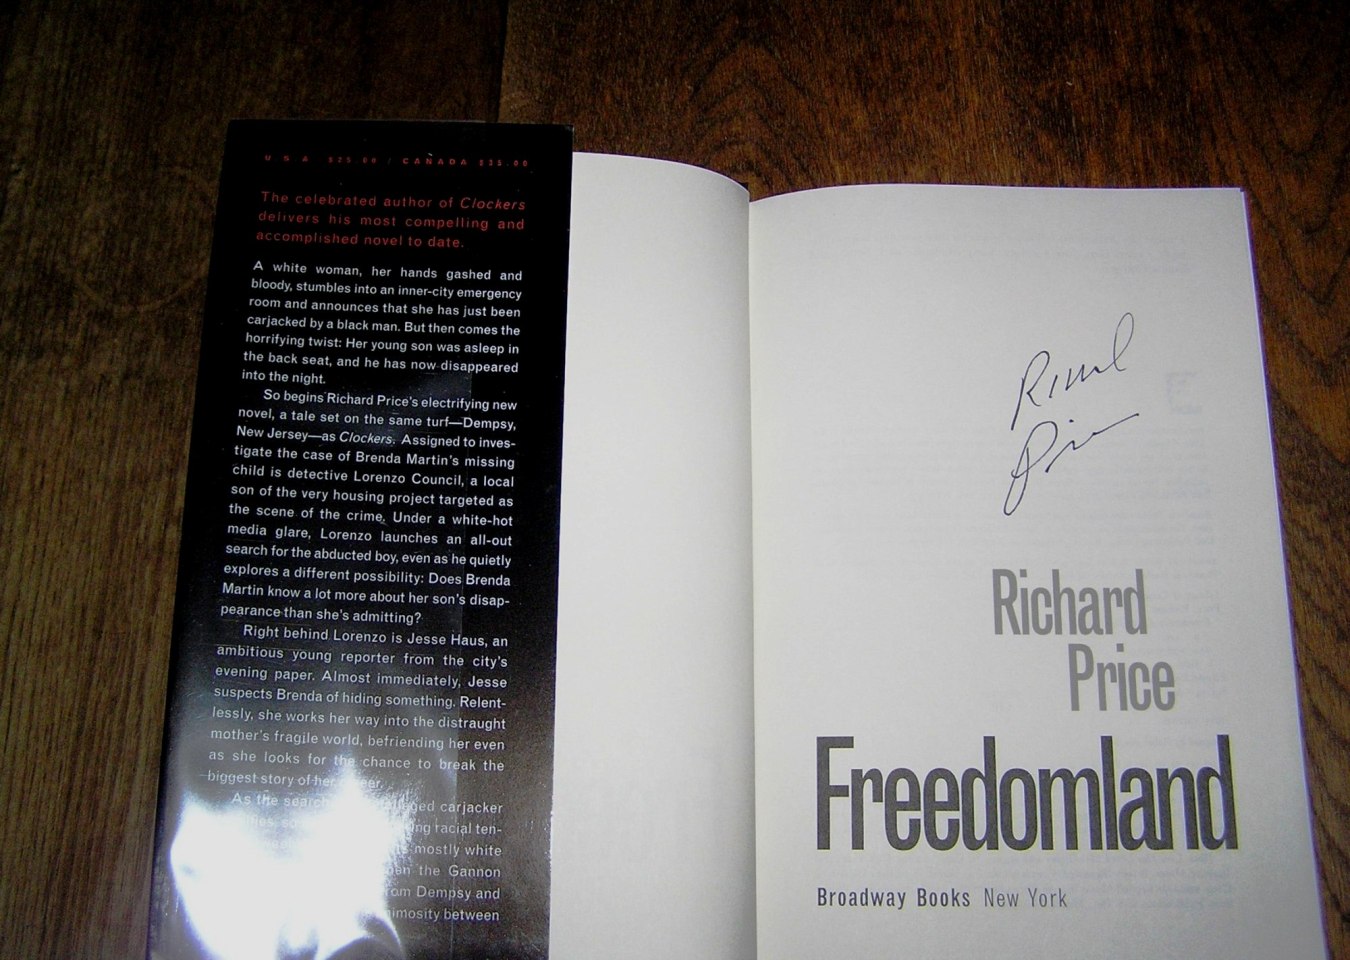 USA $25.00 / CANADA $35.00
The celebrated author of Clockers
delivers his most compelling and
accomplished novel to date.
A white woman, her hands gashed and
bloody, stumbles into an inner-city emergency
room and announces that she has just been
carjacked by a black man. But then comes the
horrifying twist: Her young son was asleep in
the back seat, and he has now disappeared
into the night.
So begins Richard Price's electrifying new
novel, a tale set on the same turf—Dempsy,
New Jersey—as Clockers. Assigned to inves-
tigate the case of Brenda Martin's missing
child is detective Lorenzo Council, a local
son of the very housing project targeted as
the scene of the crime. Under a white-hot
media glare, Lorenzo launches an all-out
search for the abducted boy, even as he quietly
explores a different possibility: Does Brenda
Martin know a lot more about her son's disap-
pearance than she's admitting?
Right behind Lorenzo is Jesse Haus, an
ambitious young reporter from the city's
evening paper. Almost immediately, Jesse
suspects Brenda of hiding something. Relent-
lessly, she works her way into the distraught
mother's fragile world, befriending her even
as she looks for the chance to break the
biggest story of her career.
As the search carjacker
racial ten-
mostly white
the Gannon
Dempsy and
between
Richard
Price
Richard
Price
Freedomland
Broadway Books New York